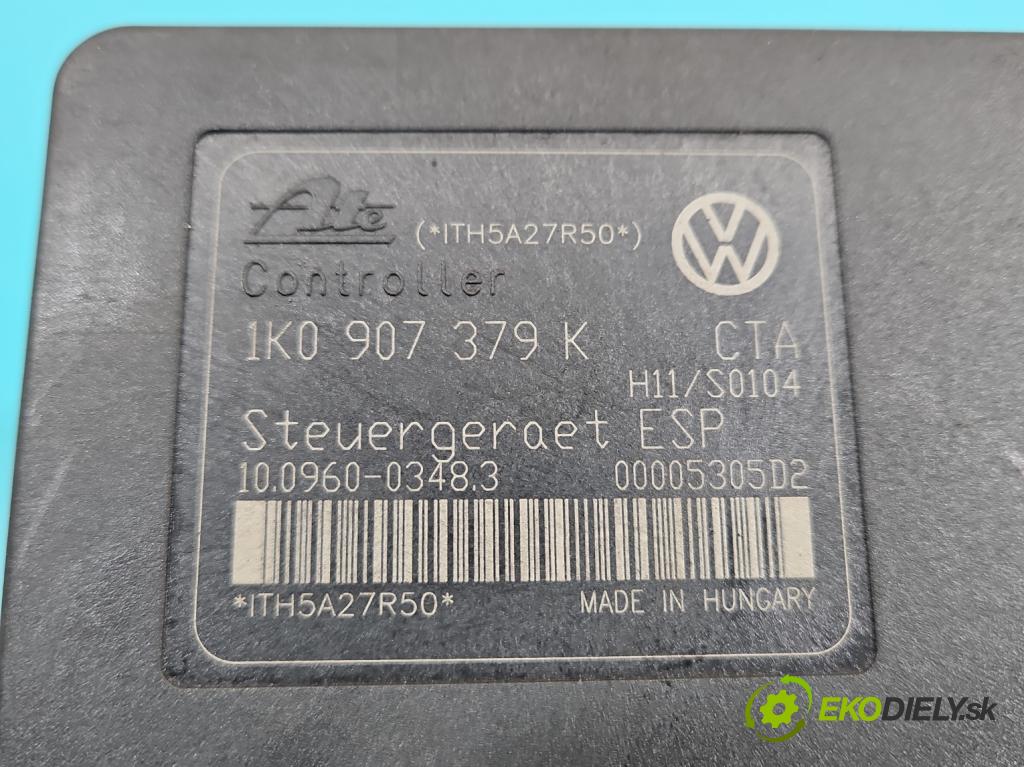 Ate (*ITH5A27R50*)
Controller
1K0 907 379 K CTA
H11/S0104
Steuergeraet ESP
10.0960-0348.3 00005305D2
*ITH5A27R50* MADE IN HUNGARY
EKODIELY.sk